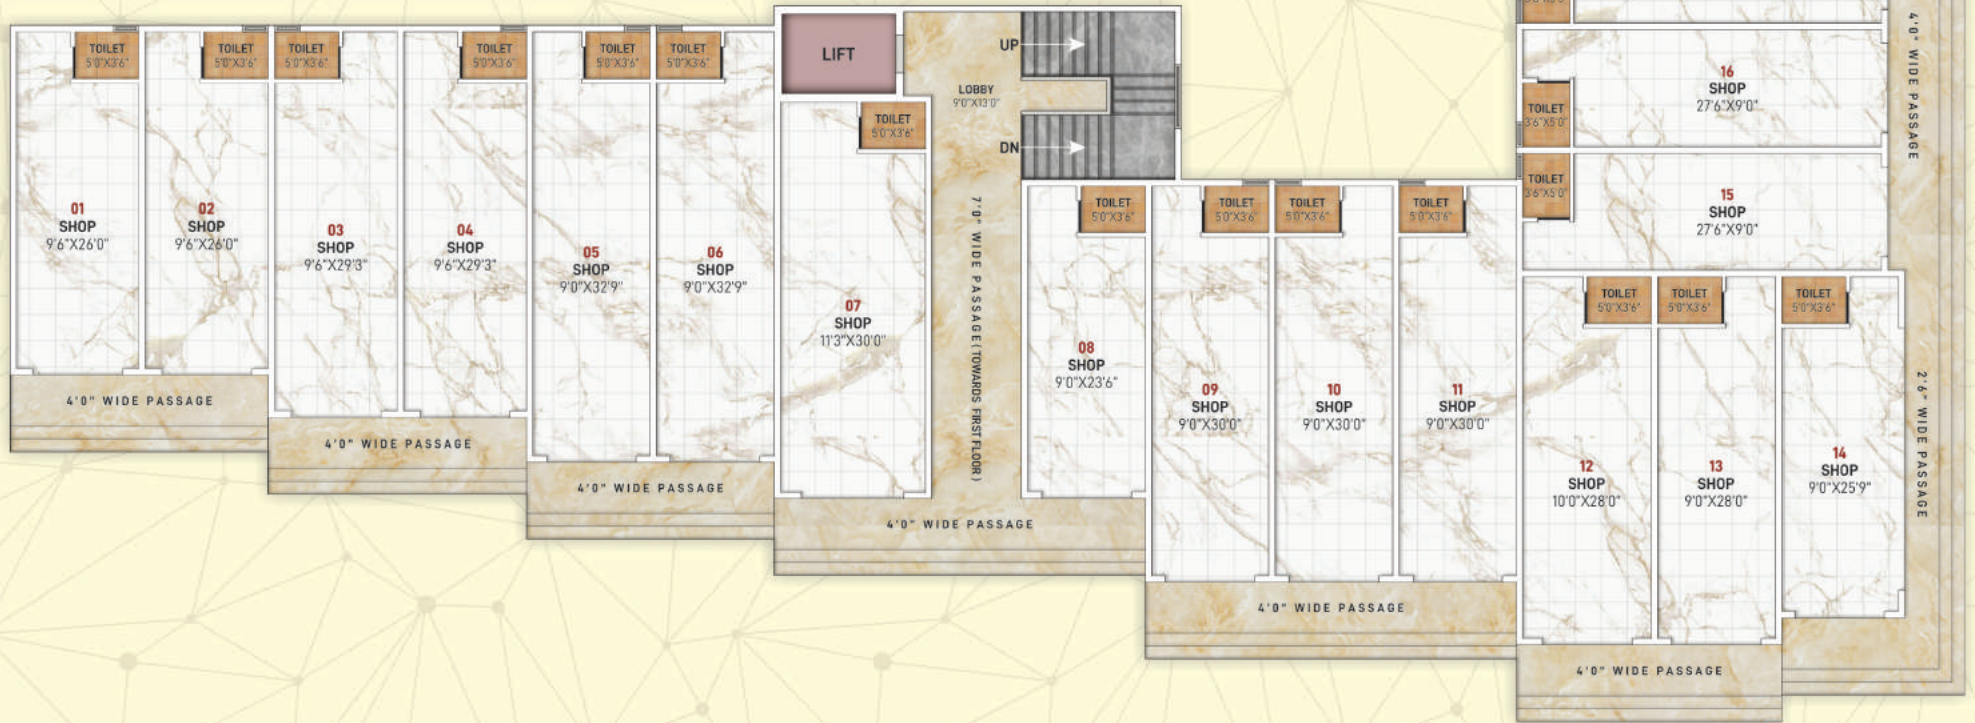 TOILET
5'0"X3'6"
TOILET
5'0"X3'6"
TOILET
5'0"X3'6"
TOILET
5'0"X3'6"
TOILET
5'0"X3'6"
TOILET
5'0"X3'6"
LIFT
TOILET
5'0"X3'6"
LOBBY
9'0"X13'0"
UP
DN
7'0" WIDE PASSAGE (TOWARDS FIRST FLOOR)
01
SHOP
9'6"X26'0"
02
SHOP
9'6"X26'0"
03
SHOP
9'6"X29'3"
04
SHOP
9'6"X29'3"
05
SHOP
9'0"X32'9"
06
SHOP
9'0"X32'9"
07
SHOP
11'3"X30'0"
4'0" WIDE PASSAGE
4'0" WIDE PASSAGE
4'0" WIDE PASSAGE
4'0" WIDE PASSAGE
TOILET
5'0"X3'6"
TOILET
5'0"X3'6"
TOILET
5'0"X3'6"
TOILET
5'0"X3'6"
08
SHOP
9'0"X23'6"
09
SHOP
9'0"X30'0"
10
SHOP
9'0"X30'0"
11
SHOP
9'0"X30'0"
4'0" WIDE PASSAGE
16
SHOP
27'6"X9'0"
TOILET
3'6"X5'0"
TOILET
3'6"X5'0"
15
SHOP
27'6"X9'0"
4'0" WIDE PASSAGE
TOILET
5'0"X3'6"
TOILET
5'0"X3'6"
TOILET
5'0"X3'6"
12
SHOP
10'0"X28'0"
13
SHOP
9'0"X28'0"
14
SHOP
9'0"X25'9"
2'6" WIDE PASSAGE
4'0" WIDE PASSAGE